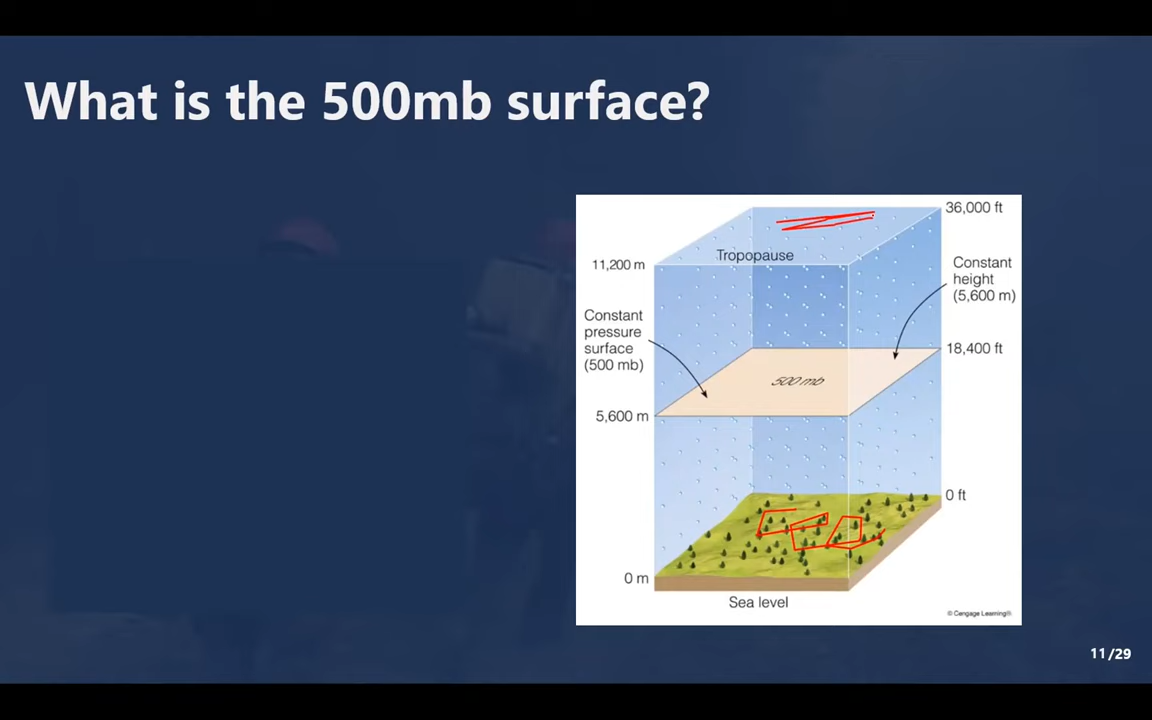 What is the 500mb surface?
36,000 ft
Tropopause
11,200 m
Constant
height
(5,600 m)
Constant
pressure
surface
(500 mb)
18,400 ft
500 mb
5,600 m
0 ft
0 m
Sea level
© Cengage Learning®
11/29